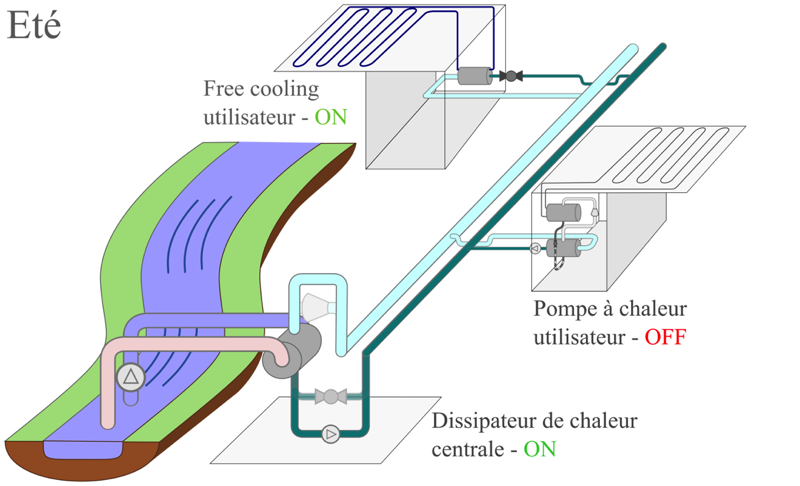 Eté
Free cooling
utilisateur - ON
Pompe à chaleur
utilisateur - OFF
Dissipateur de chaleur
centrale - ON